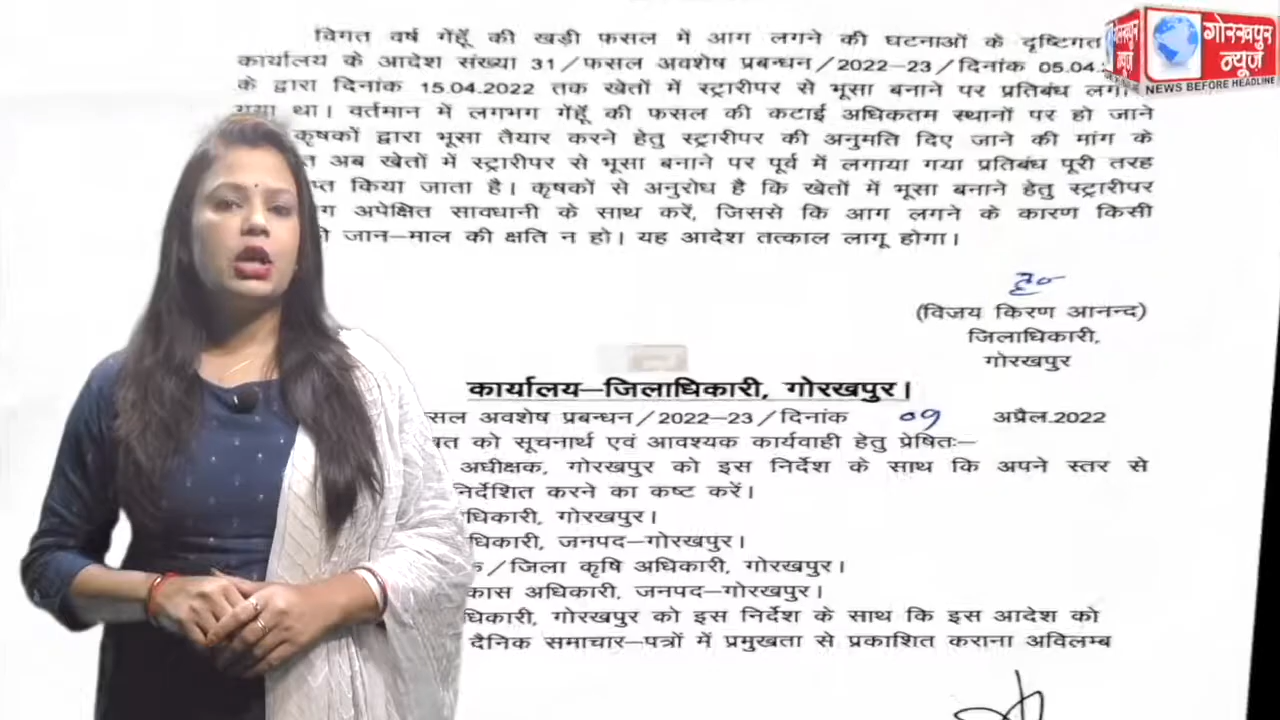 विगत वर्ष गेंहूँ की खड़ी फसल में आग लगने की घटनाओं के दृष्टिगत
कार्यालय के आदेश संख्या 31/फसल अवशेष प्रबन्धन/2022-23/दिनांक 05.04.
के द्वारा दिनांक 15.04.2022 तक खेतों में स्ट्रारीपर से भूसा बनाने पर प्रतिबंध
था। वर्तमान में लगभग गेंहूँ की फसल की कटाई अधिकतम स्थानों पर हो जाने
कृषकों द्वारा भूसा तैयार करने हेतु स्ट्रारीपर की अनुमति दिए जाने की मांग के
अब खेतों में स्ट्रारीपर से भूसा बनाने पर पूर्व में लगाया गया प्रतिबंध पूरी तरह
किया जाता है। कृषकों से अनुरोध है कि खेतों में भूसा बनाने हेतु स्ट्रारीपर
अपेक्षित सावधानी के साथ करें, जिससे कि आग लगने के कारण किसी
जान-माल की क्षति न हो। यह आदेश तत्काल लागू होगा।
(विजय किरण आनन्द)
जिलाधिकारी,
गोरखपुर
कार्यालय-जिलाधिकारी, गोरखपुर।
अवशेष प्रबन्धन/2022-23/दिनांक 09 अप्रैल.2022
को सूचनार्थ एवं आवश्यक कार्यवाही हेतु प्रेषितः-
अधीक्षक, गोरखपुर को इस निर्देश के साथ कि अपने स्तर से
निर्देशित करने का कष्ट करें।
गोरखपुर।
जनपद-गोरखपुर।
/जिला कृषि अधिकारी, गोरखपुर।
अधिकारी, जनपद-गोरखपुर।
गोरखपुर को इस निर्देश के साथ कि इस आदेश को
दैनिक समाचार-पत्रों में प्रमुखता से प्रकाशित कराना अविलम्ब
गोरखपुर
न्यूज़
NEWS BEFORE HEADLINE